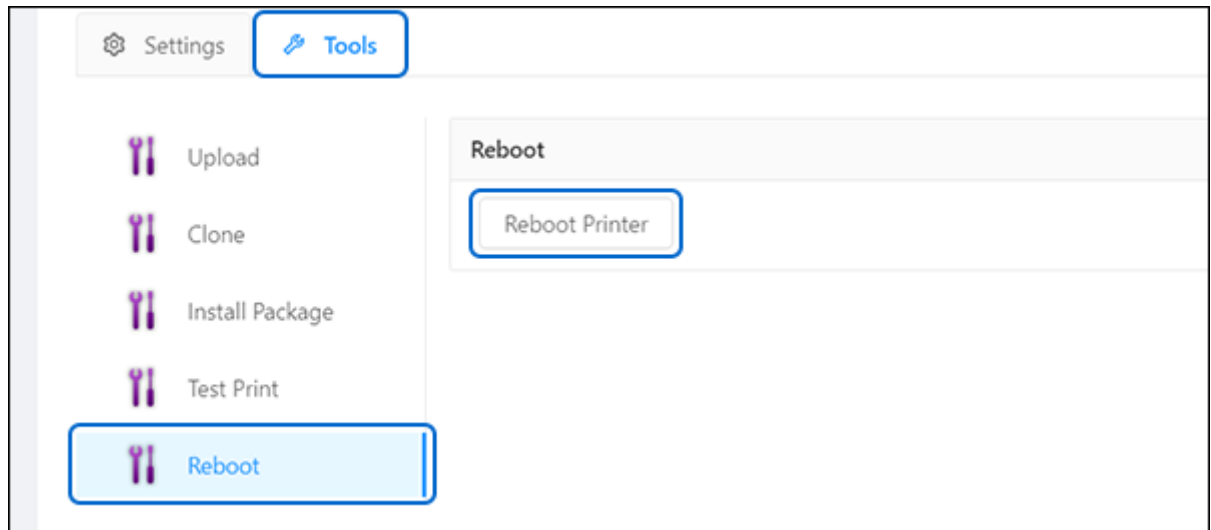 Settings
Tools
Upload
Clone
Install Package
Test Print
Reboot
Reboot
Reboot Printer